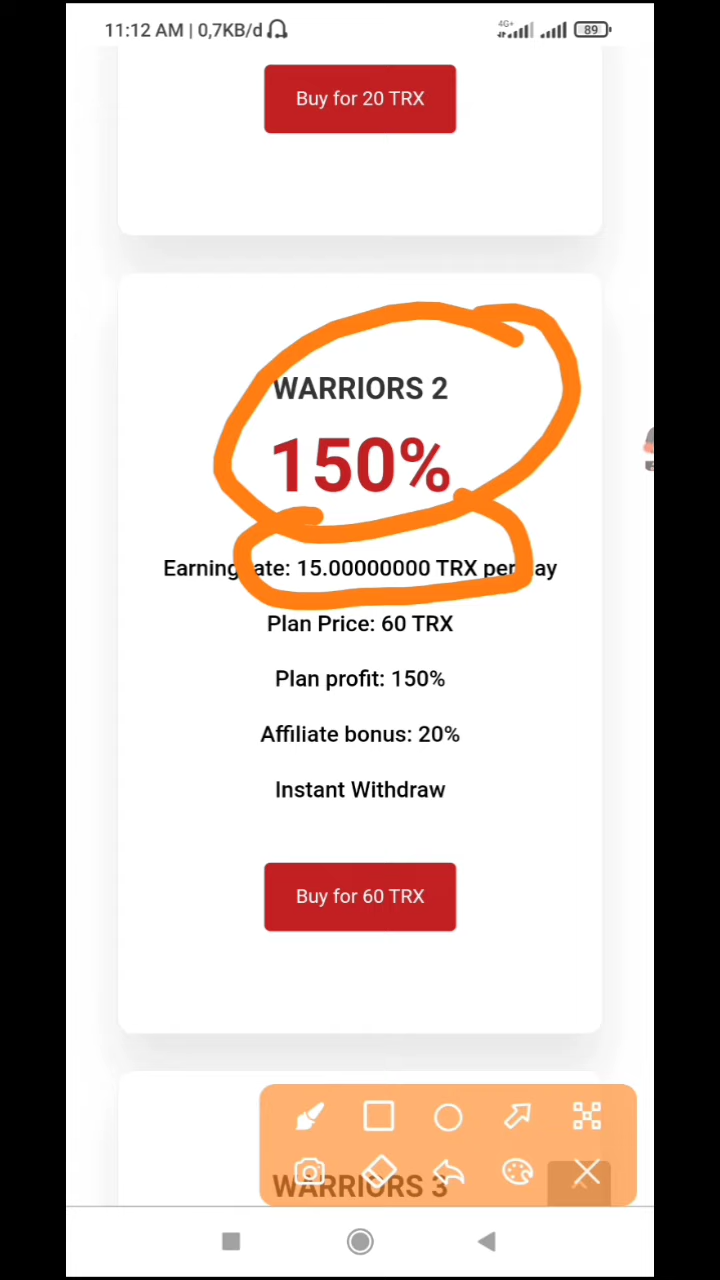 11:12 AM | 0,7KB/d
4G+
89
Buy for 20 TRX
WARRIORS 2
150%
Earning ate: 15.00000000 TRX per ay
Plan Price: 60 TRX
Plan profit: 150%
Affiliate bonus: 20%
Instant Withdraw
Buy for 60 TRX
WARRIORS 3